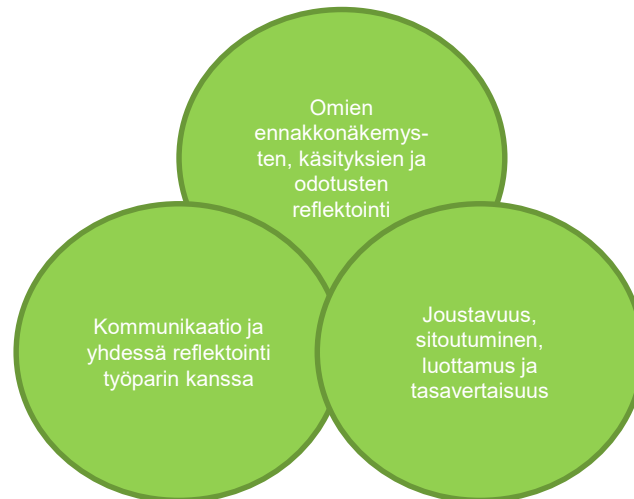 Omien
ennakkonäkemys-
ten, käsityksien ja
odotusten
reflektointi
Kommunikaatio ja
yhdessä reflektointi
työparin kanssa
Joustavuus,
sitoutuminen,
luottamus ja
tasavertaisuus